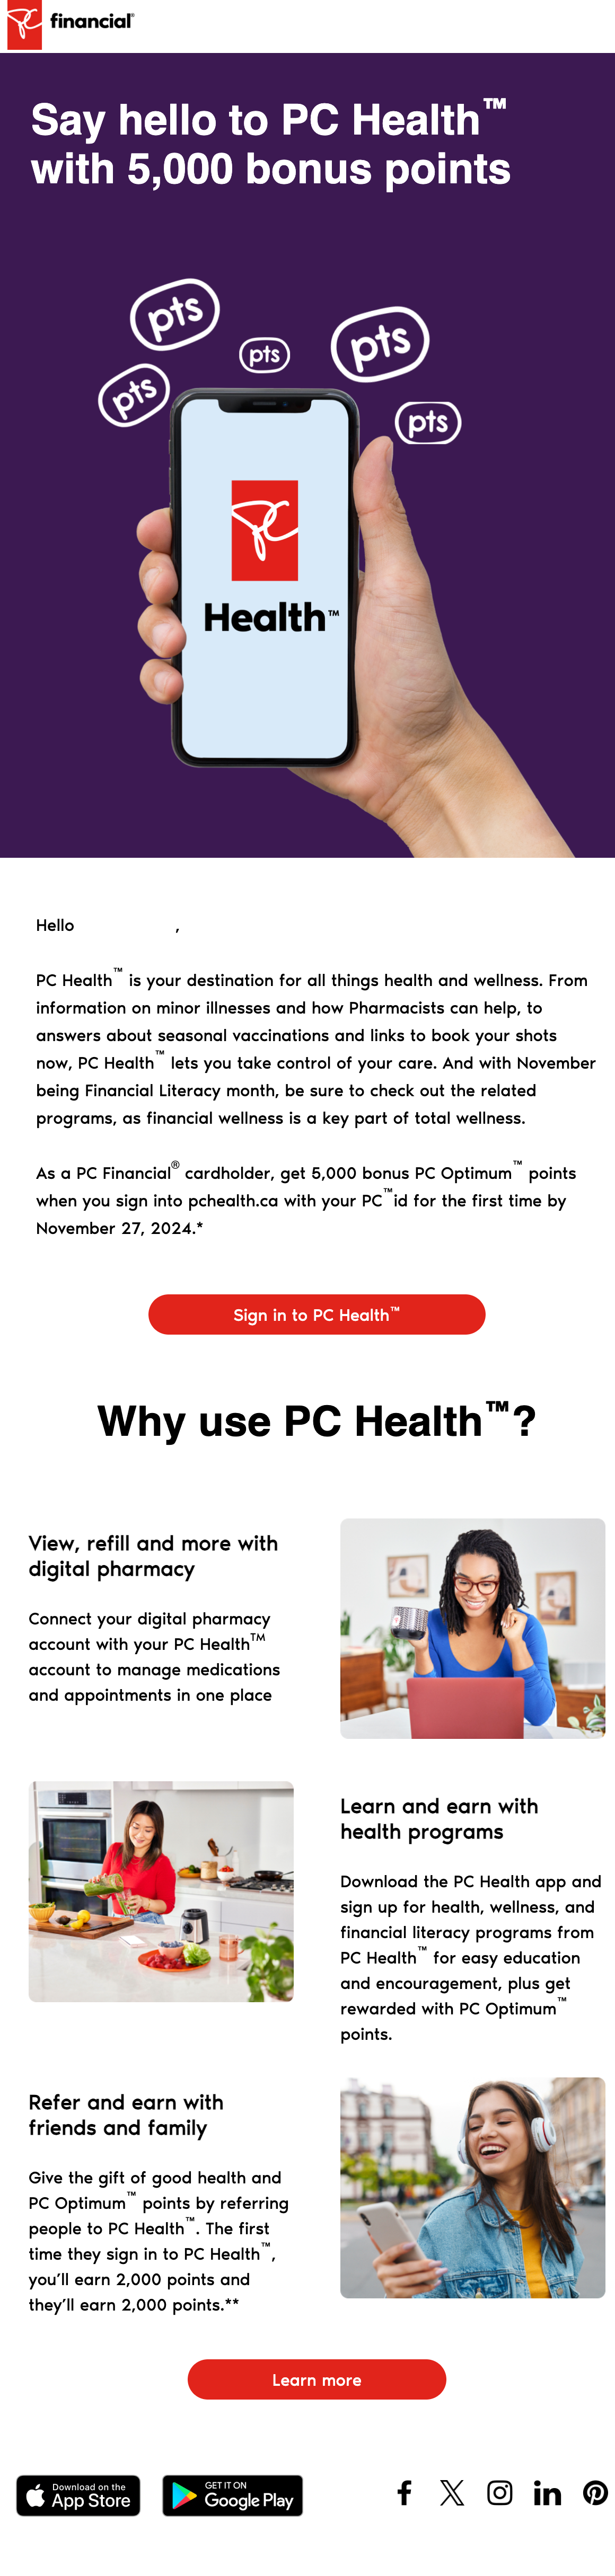 financial®
Say hello to PC Health™
with 5,000 bonus points
pts
pts
pts
pts
pts
Health™
Hello ,
PC Health™ is your destination for all things health and wellness. From
information on minor illnesses and how Pharmacists can help, to
answers about seasonal vaccinations and links to book your shots
now, PC Health™ lets you take control of your care. And with November
being Financial Literacy month, be sure to check out the related
programs, as financial wellness is a key part of total wellness.
As a PC Financial® cardholder, get 5,000 bonus PC Optimum™ points
when you sign into pchealth.ca with your PC™id for the first time by
November 27, 2024.*
Sign in to PC Health™
Why use PC Health™?
View, refill and more with
digital pharmacy
Connect your digital pharmacy
account with your PC Health™
account to manage medications
and appointments in one place
Learn and earn with
health programs
Download the PC Health app and
sign up for health, wellness, and
financial literacy programs from
PC Health™ for easy education
and encouragement, plus get
rewarded with PC Optimum™
points.
Refer and earn with
friends and family
Give the gift of good health and
PC Optimum™ points by referring
people to PC Health™. The first
time they sign in to PC Health™,
you'll earn 2,000 points and
they'll earn 2,000 points.**
Learn more
Download on the
App Store
GET IT ON
Google Play